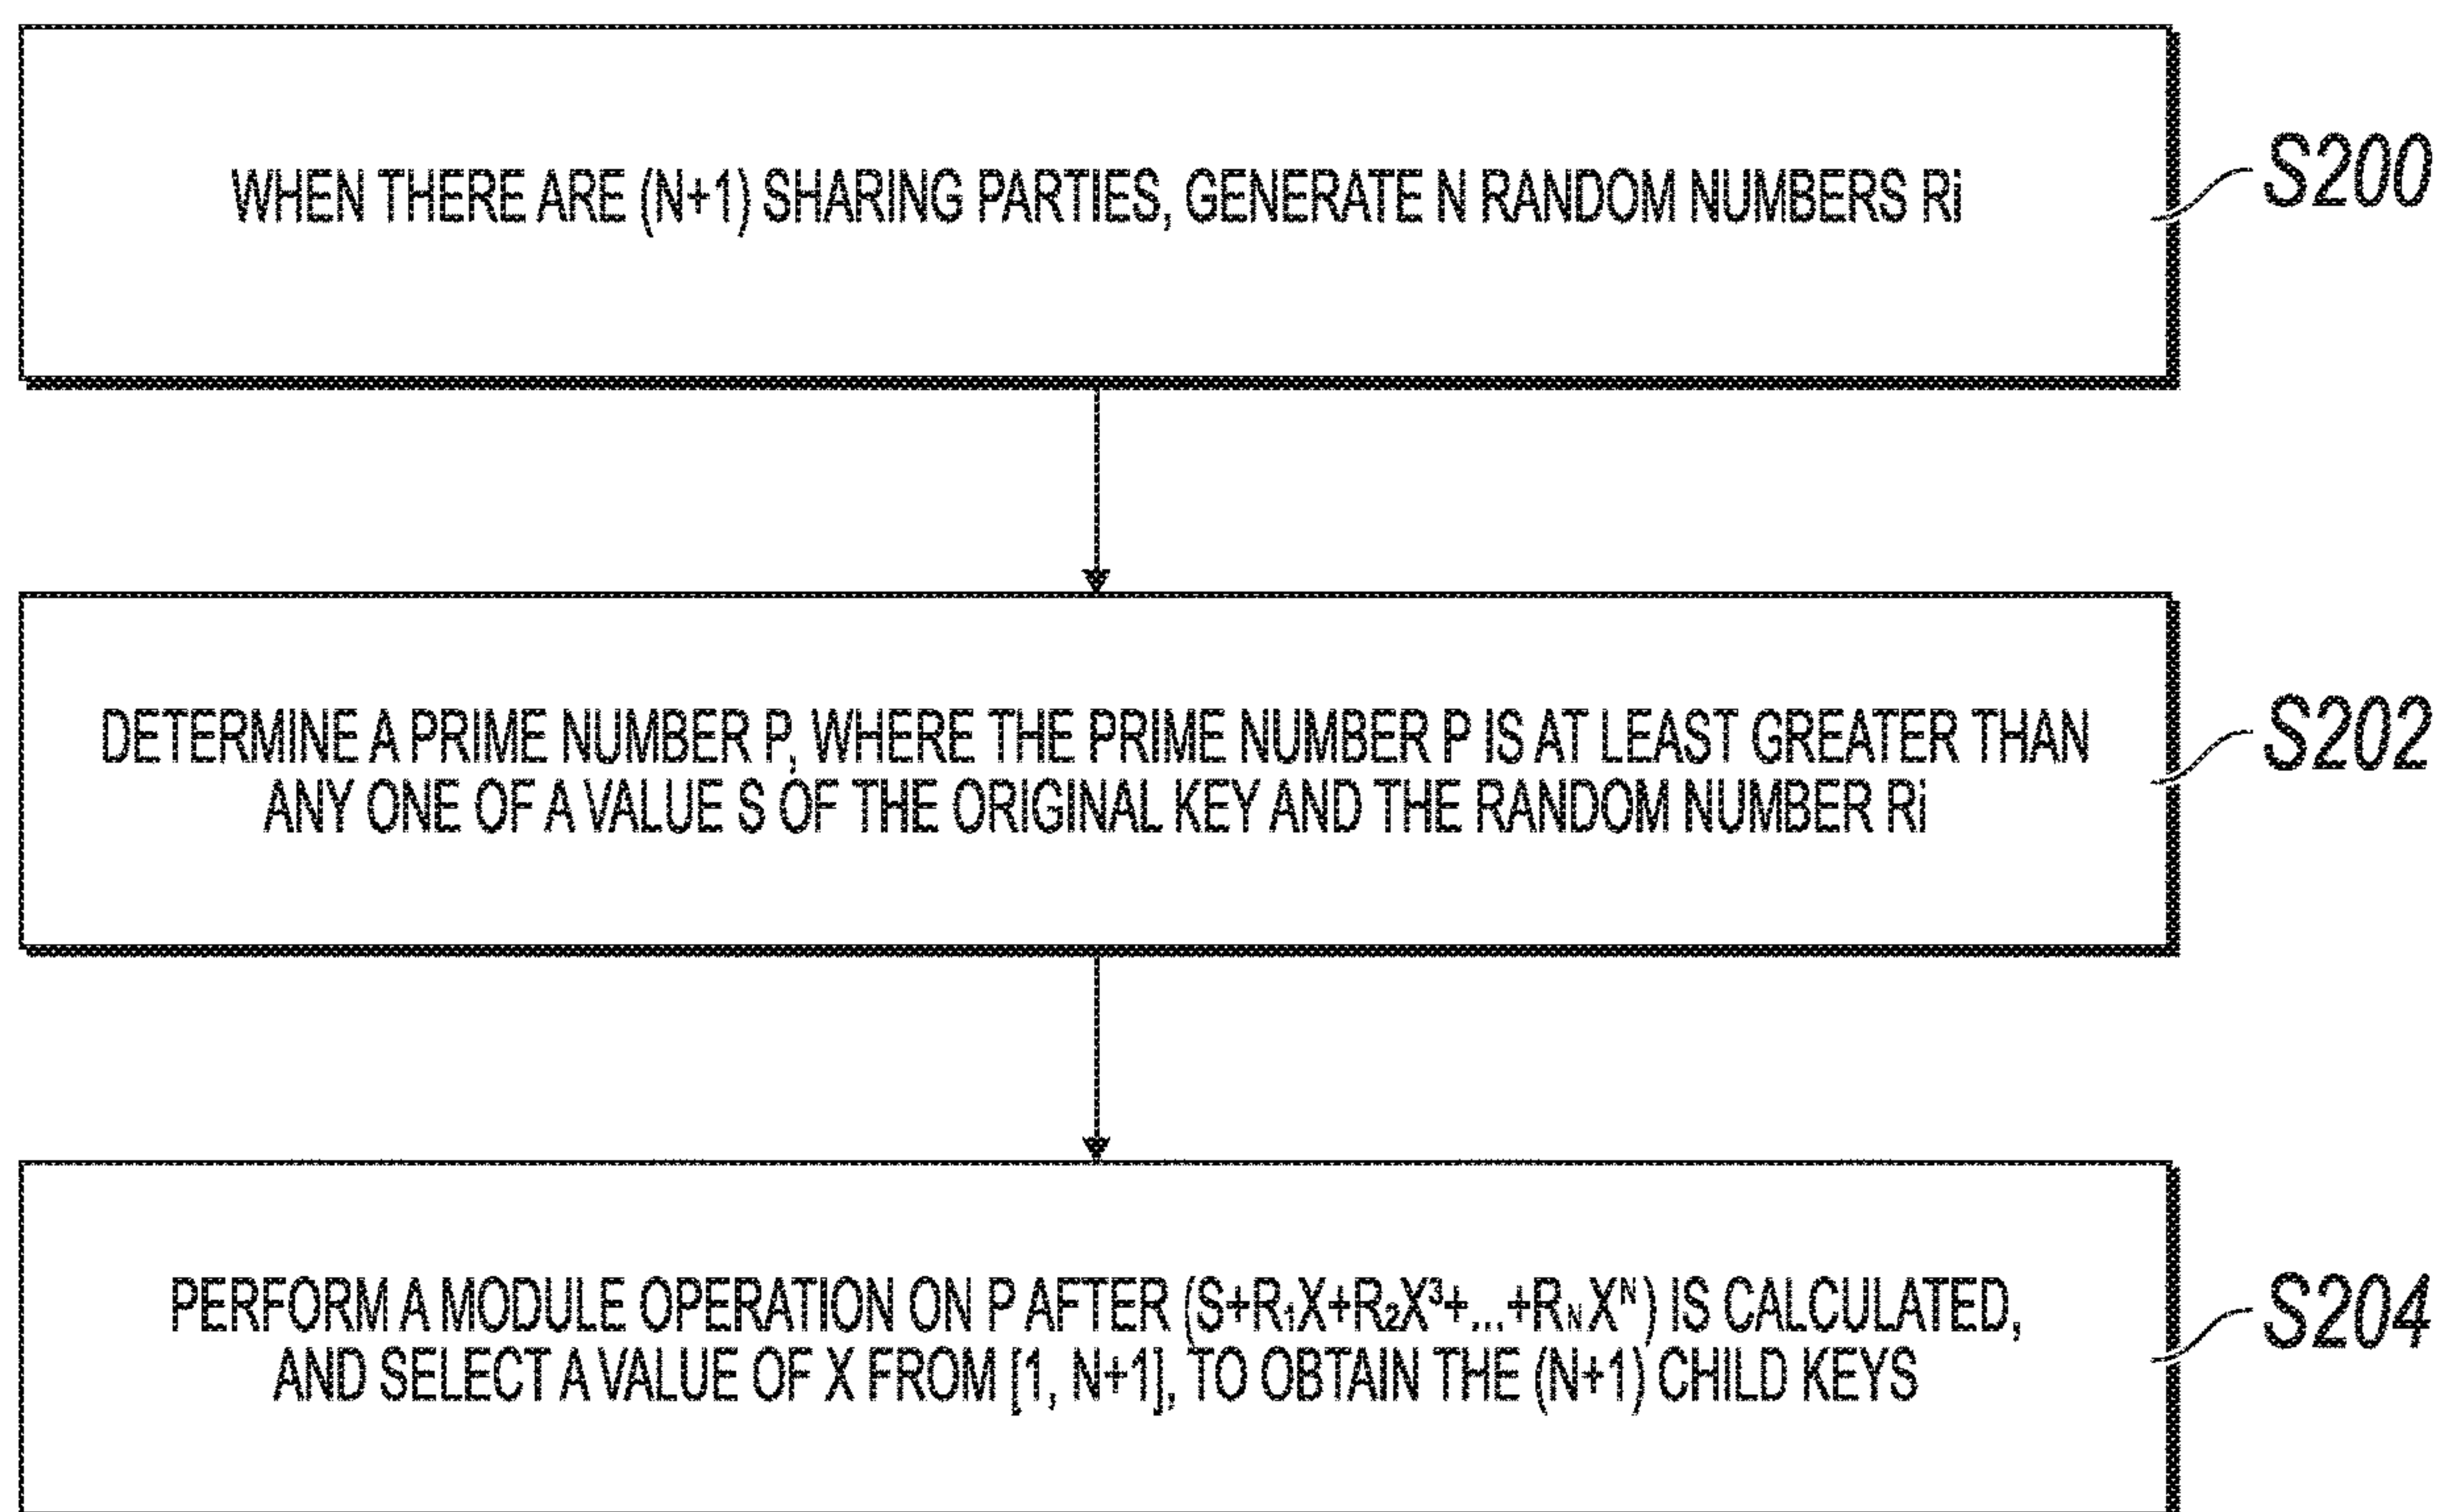 WHEN THERE ARE (N+1) SHARING PARTIES, GENERATE N RANDOM NUMBERS Ri
S200
DETERMINE A PRIME NUMBER P, WHERE THE PRIME NUMBER P IS AT LEAST GREATER THAN
ANY ONE OF A VALUE S OF THE ORIGINAL KEY AND THE RANDOM NUMBER Ri
S202
PERFORM A MODULE OPERATION ON P AFTER (S+R₁X+R₂X³+...+R_NX^N) IS CALCULATED,
AND SELECT A VALUE OF X FROM [1, N+1], TO OBTAIN THE (N+1) CHILD KEYS
S204